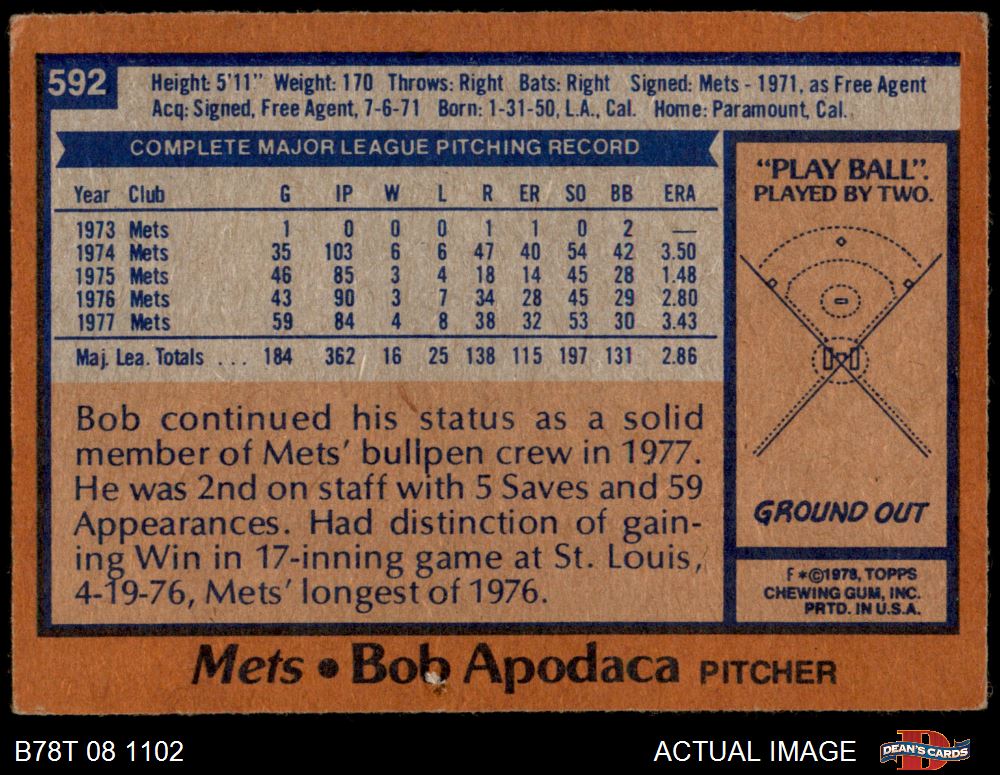 592
Height: 5'11" Weight: 170 Throws: Right Bats: Right Signed: Mets - 1971, as Free Agent
Acq: Signed, Free Agent, 7-6-71 Born: 1-31-50, L.A., Cal. Home: Paramount, Cal.
COMPLETE MAJOR LEAGUE PITCHING RECORD
Year Club G IP W L R ER SO BB ERA
1973 Mets 1 0 0 0 1 1 0 2 —
1974 Mets 35 103 6 6 47 40 54 42 3.50
1975 Mets 46 85 3 4 18 14 45 28 1.48
1976 Mets 43 90 3 7 34 28 45 29 2.80
1977 Mets 59 84 4 8 38 32 53 30 3.43
Maj. Lea. Totals ... 184 362 16 25 138 115 197 131 2.86
Bob continued his status as a solid
member of Mets' bullpen crew in 1977.
He was 2nd on staff with 5 Saves and 59
Appearances. Had distinction of gain-
ing Win in 17-inning game at St. Louis,
4-19-76, Mets' longest of 1976.
"PLAY BALL".
PLAYED BY TWO.
GROUND OUT
F *©1978, TOPPS
CHEWING GUM, INC.
PRTD. IN U.S.A.
Mets • Bob Apodaca PITCHER
B78T 08 1102
ACTUAL IMAGE
DEAN'S CARDS